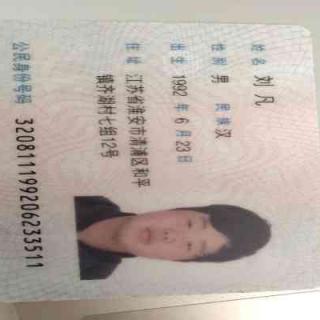 姓名 刘凡
性别 男 民族 汉
出生 1992 年 6 月 23 日
住址 江苏省淮安市清浦区和平
镇齐湖村七组12号
公民身份号码 320811199206233511